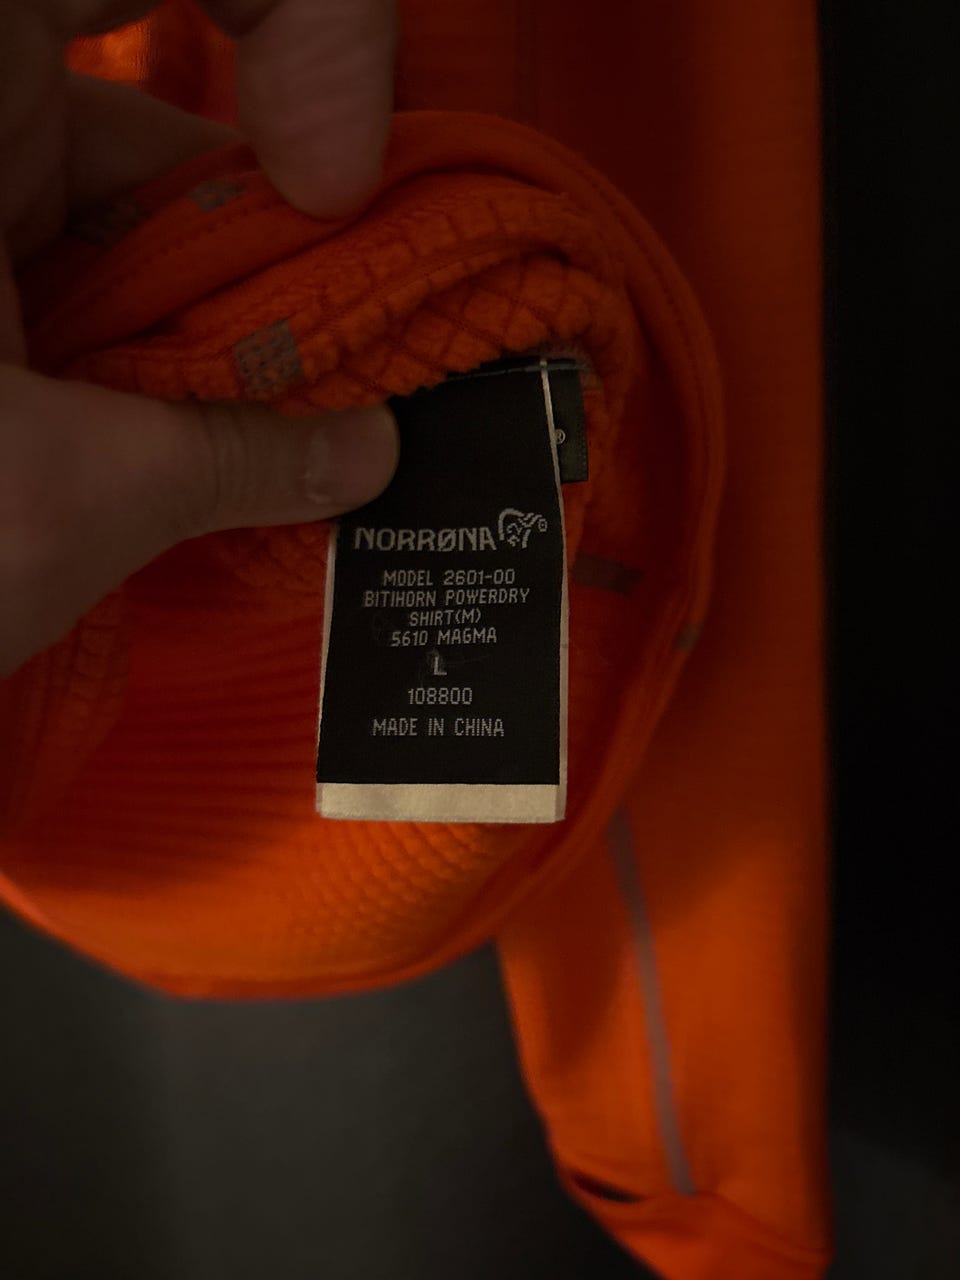 NORRØNA®
MODEL 2601-00
BITIHORN POWERDRY
SHIRT(M)
5610 MAGMA
L
108800
MADE IN CHINA
®